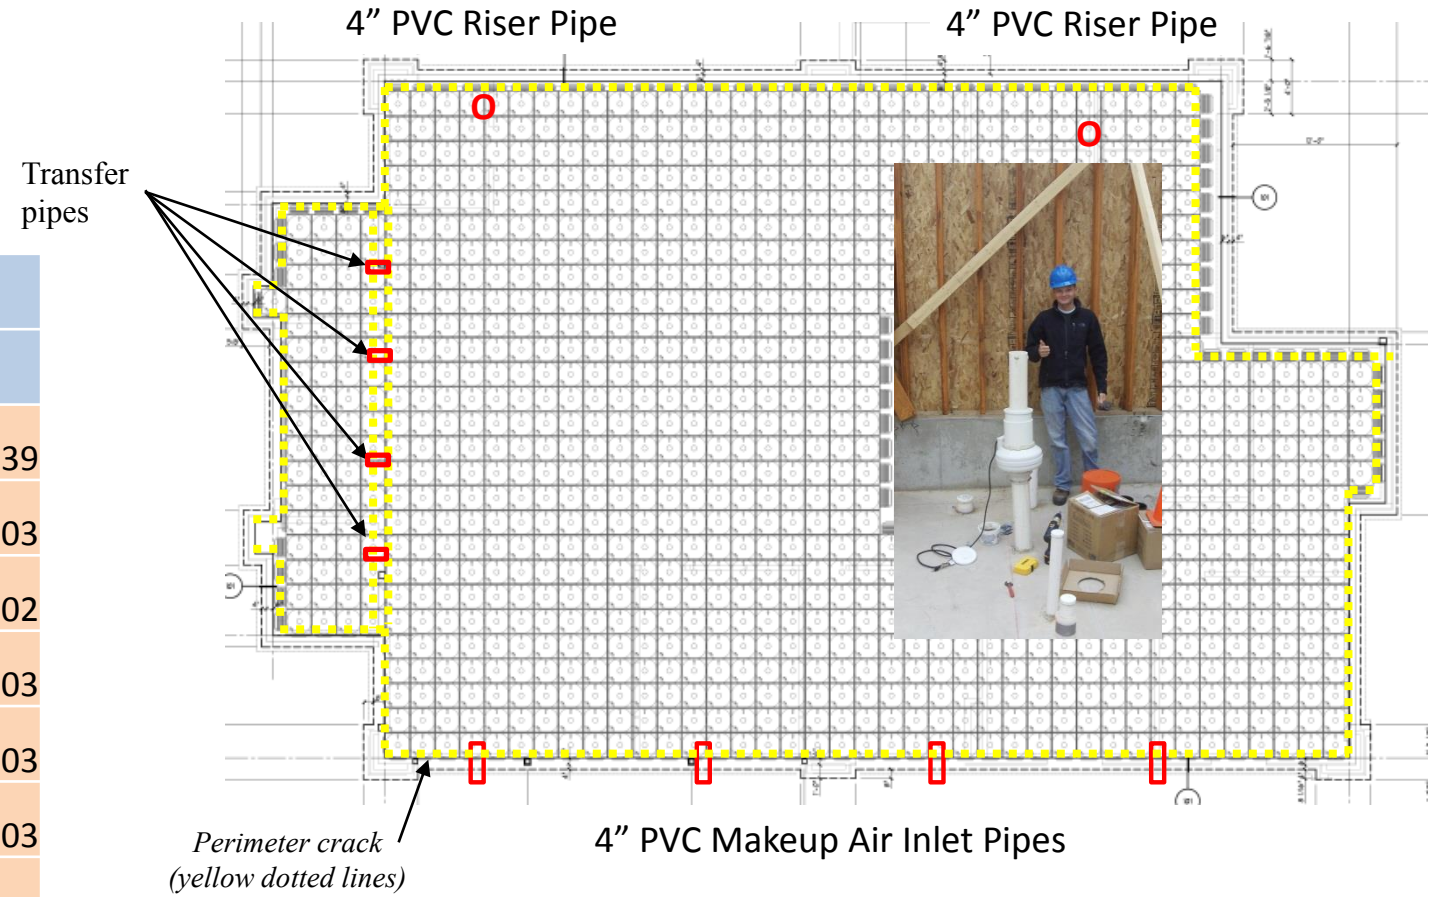 4” PVC Riser Pipe
4” PVC Riser Pipe
Transfer
pipes
39
03
02
03
03
03
Perimeter crack
(yellow dotted lines)
4” PVC Makeup Air Inlet Pipes